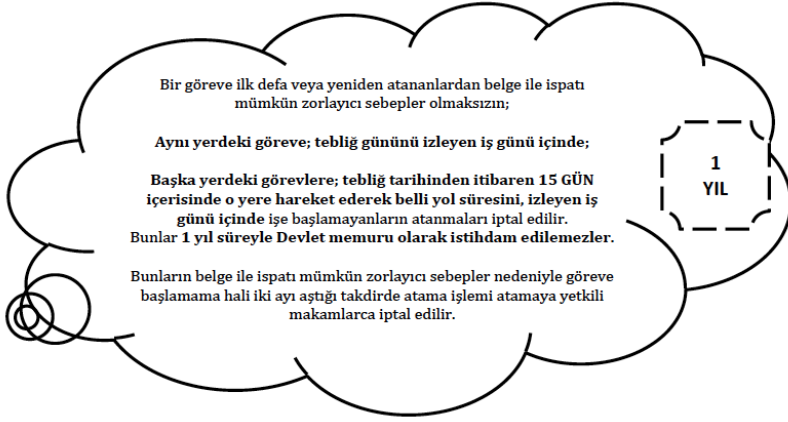 Bir göreve ilk defa veya yeniden atananlardan belge ile ispatı
mümkün zorlayıcı sebepler olmaksızın;
Aynı yerdeki göreve; tebliğ gününü izleyen iş günü içinde;
Başka yerdeki görevlere; tebliğ tarihinden itibaren 15 GÜN
içerisinde o yere hareket ederek belli yol süresini, izleyen iş
günü içinde işe başlamayanların atanmaları iptal edilir.
Bunlar 1 yıl süreyle Devlet memuru olarak istihdam edilemezler.
Bunların belge ile ispatı mümkün zorlayıcı sebepler nedeniyle göreve
başlamama hali iki ayı aştığı takdirde atama işlemi atamaya yetkili
makamlarca iptal edilir.
1
YIL